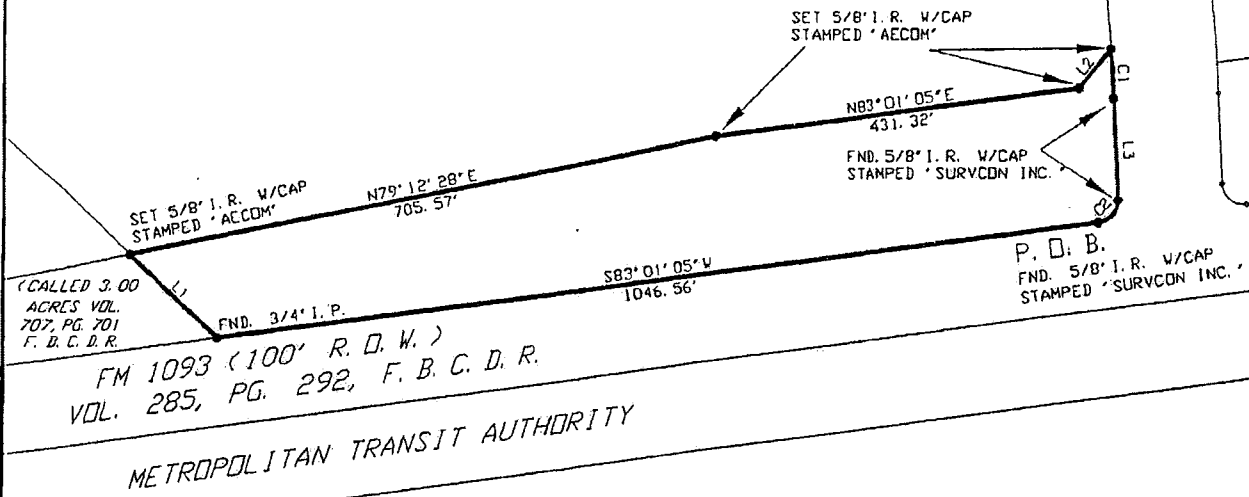 SET 5/8" I. R. W/CAP
STAMPED "AECOM"
L2
C1
N83° 01' 05" E
431. 32'
FND. 5/8" I. R. W/CAP
STAMPED "SURVCON INC. "
L3
N79° 12' 28" E
705. 57'
SET 5/8" I. R. W/CAP
STAMPED "AECOM"
C2
P. O. B.
FND. 5/8" I. R. W/CAP
STAMPED "SURVCON INC. "
S83° 01' 05" W
1046. 56'
L1
(CALLED 3.00
ACRES VOL.
707, PG. 701
F. B. C. D. R.
FND. 3/4" I. P.
FM 1093 (100' R. O. W. )
VOL. 285, PG. 292, F. B. C. D. R.
METROPOLITAN TRANSIT AUTHORITY